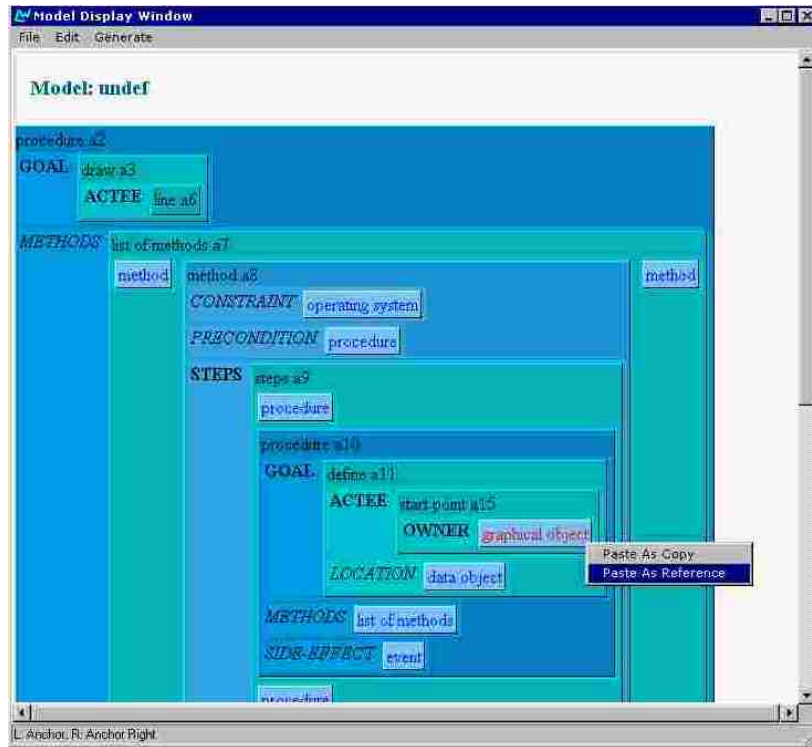 Model Display Window
File Edit Generate
Model: undef
procedure a2
GOAL draw a3
ACTEE line a6
METHODS list of methods a7
method method a8 method
CONSTRAINT operating system
PRECONDITION procedure
STEPS steps a9
procedure
procedure a10
GOAL define a11
ACTEE start point a15
OWNER graphical object
Paste As Copy
Paste As Reference
LOCATION data object
METHODS list of methods
SIDE-EFFECT event
procedure
L: Anchor, R: Anchor Right